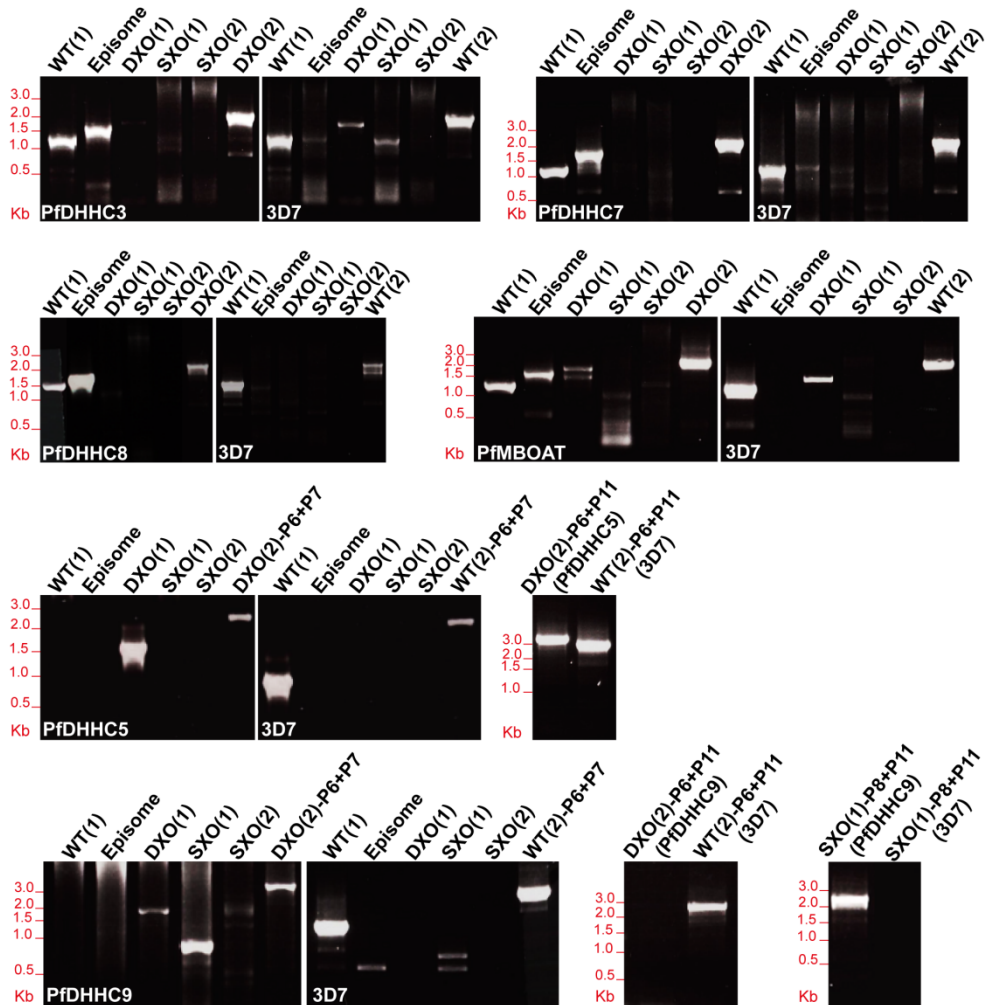 WT(1) Episome DXO(1) SXO(1) SXO(2) DXO(2) WT(1) Episome DXO(1) SXO(1) SXO(2) WT(2)
3.0
2.0
1.5
1.0
0.5
Kb
PfDHHC3 3D7
WT(1) Episome DXO(1) SXO(1) SXO(2) DXO(2) WT(1) Episome DXO(1) SXO(1) SXO(2) WT(2)
3.0
2.0
1.5
1.0
0.5
Kb
PfDHHC7 3D7
WT(1) Episome DXO(1) SXO(1) SXO(2) DXO(2) WT(1) Episome DXO(1) SXO(1) SXO(2) WT(2)
3.0
2.0
1.5
1.0
0.5
Kb
PfDHHC8 3D7
WT(1) Episome DXO(1) SXO(1) SXO(2) DXO(2) WT(1) Episome DXO(1) SXO(1) SXO(2) WT(2)
3.0
2.0
1.5
1.0
0.5
Kb
PfMBOAT 3D7
WT(1) Episome DXO(1) SXO(1) SXO(2) DXO(2)-P6+P7 WT(1) Episome DXO(1) SXO(1) SXO(2) WT(2)-P6+P7
3.0
2.0
1.5
1.0
0.5
Kb
PfDHHC5 3D7
DXO(2)-P6+P11
(PfDHHC5)
WT(2)-P6+P11
(3D7)
3.0
2.0
1.5
1.0
Kb
WT(1) Episome DXO(1) SXO(1) SXO(2) DXO(2)-P6+P7 WT(1) Episome DXO(1) SXO(1) SXO(2) WT(2)-P6+P7
3.0
2.0
1.5
1.0
0.5
Kb
PfDHHC9 3D7
DXO(2)-P6+P11
(PfDHHC9)
WT(2)-P6+P11
(3D7)
3.0
2.0
1.5
1.0
0.5
Kb
SXO(1)-P8+P11
(PfDHHC9)
SXO(1)-P8+P11
(3D7)
3.0
2.0
1.5
1.0
0.5
Kb